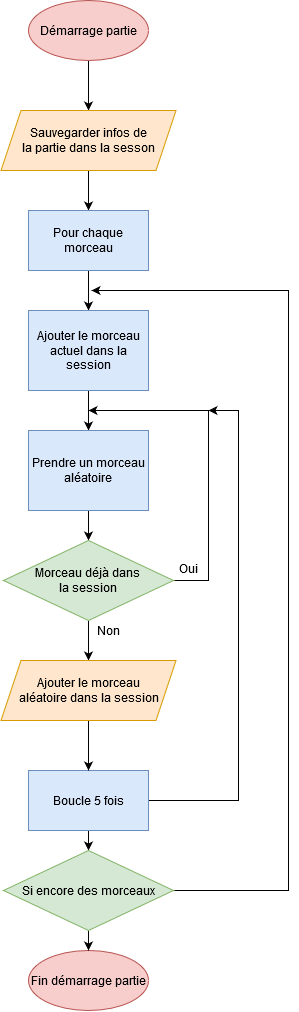 Démarrage partie
Sauvegarder infos de
la partie dans la sesson
Pour chaque
morceau
Ajouter le morceau
actuel dans la
session
Prendre un morceau
aléatoire
Morceau déjà dans
la session
Oui
Non
Ajouter le morceau
aléatoire dans la session
Boucle 5 fois
Si encore des morceaux
Fin démarrage partie